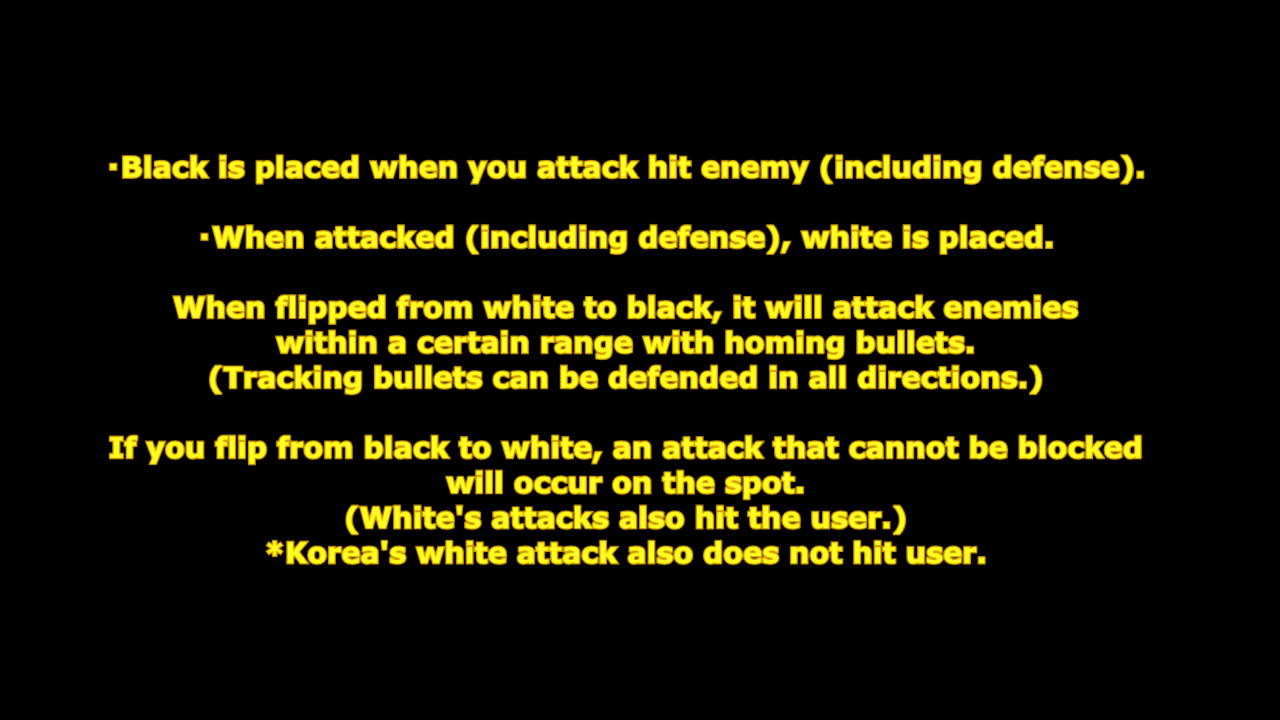 ·Black is placed when you attack hit enemy (including defense).
·When attacked (including defense), white is placed.
When flipped from white to black, it will attack enemies
within a certain range with homing bullets.
(Tracking bullets can be defended in all directions.)
If you flip from black to white, an attack that cannot be blocked
will occur on the spot.
(White's attacks also hit the user.)
*Korea's white attack also does not hit user.